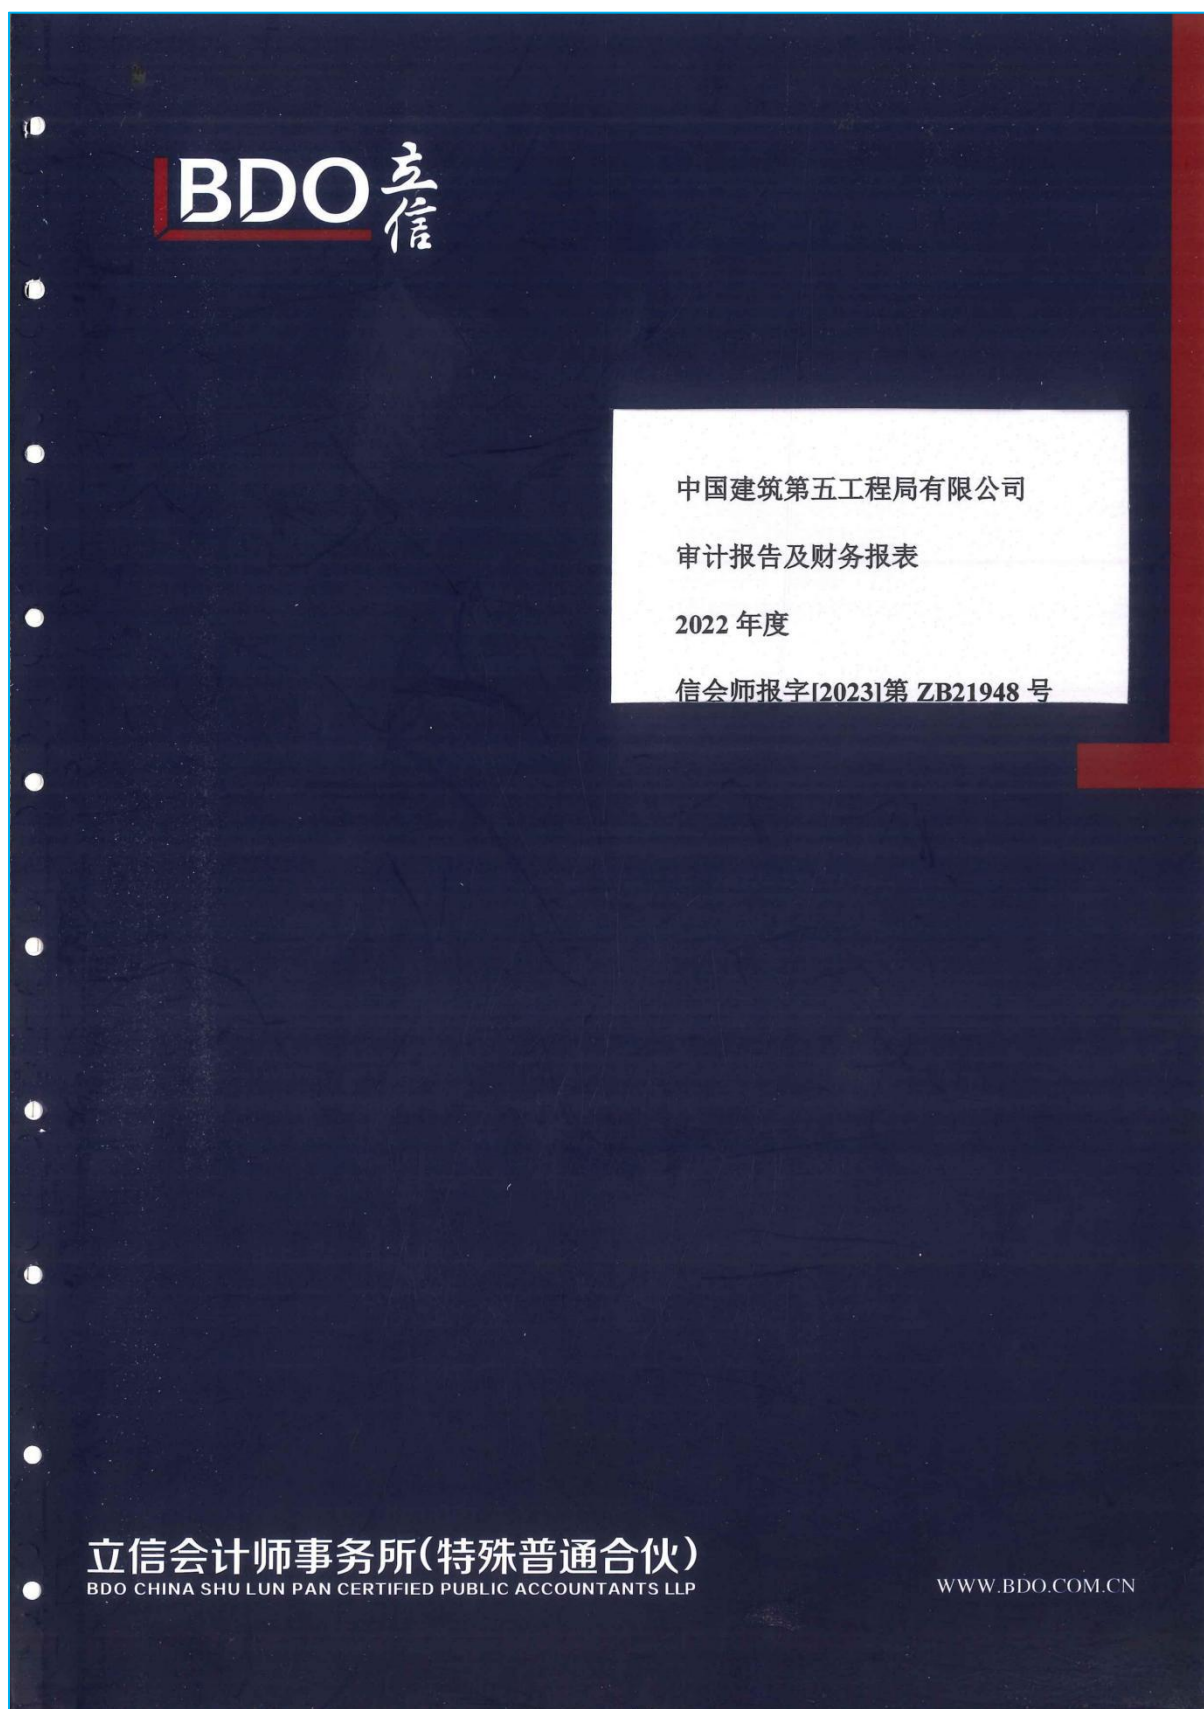 BDO 立信
中国建筑第五工程局有限公司
审计报告及财务报表
2022 年度
信会师报字[2023]第 ZB21948 号
立信会计师事务所(特殊普通合伙)
BDO CHINA SHU LUN PAN CERTIFIED PUBLIC ACCOUNTANTS LLP
WWW.BDO.COM.CN